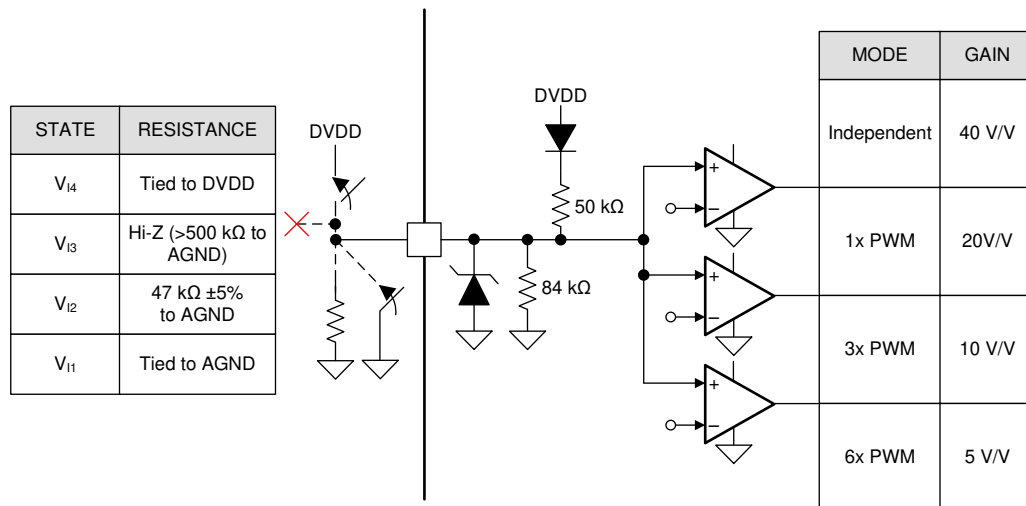 STATE RESISTANCE
VI4 Tied to DVDD
VI3 Hi-Z (>500 kΩ to
AGND)
VI2 47 kΩ ±5%
to AGND
VI1 Tied to AGND
DVDD
DVDD
50 kΩ
84 kΩ
+
−
+
−
+
−
MODE GAIN
Independent 40 V/V
1x PWM 20V/V
3x PWM 10 V/V
6x PWM 5 V/V